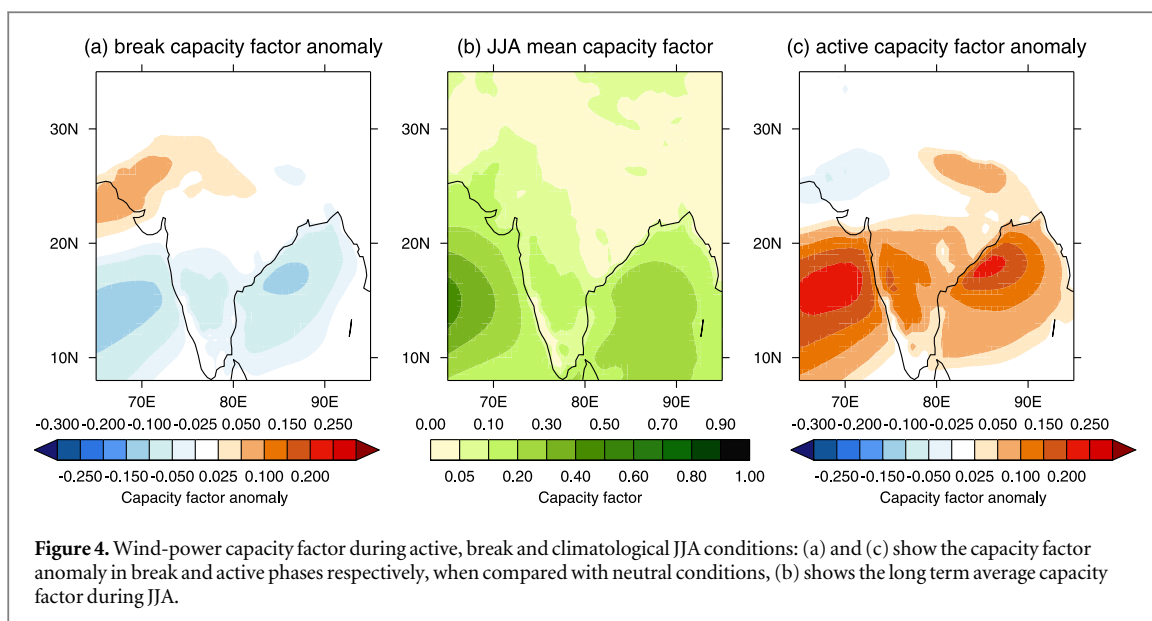 (a) break capacity factor anomaly
(b) JJA mean capacity factor
(c) active capacity factor anomaly
30N
20N
10N
70E 80E 90E
-0.300 -0.200 -0.025 0.050 0.150 0.250
-0.250 -0.150 -0.050 0.025 0.100 0.200
Capacity factor anomaly
30N
20N
10N
70E 80E 90E
0.00 0.10 0.30 0.50 0.70 0.90
0.05 0.20 0.40 0.60 0.80 1.00
Capacity factor
30N
20N
10N
70E 80E 90E
-0.300 -0.200 -0.025 0.050 0.150 0.250
-0.250 -0.150 -0.050 0.025 0.100 0.200
Capacity factor anomaly
Figure 4. Wind-power capacity factor during active, break and climatological JJA conditions: (a) and (c) show the capacity factor
anomaly in break and active phases respectively, when compared with neutral conditions, (b) shows the long term average capacity
factor during JJA.